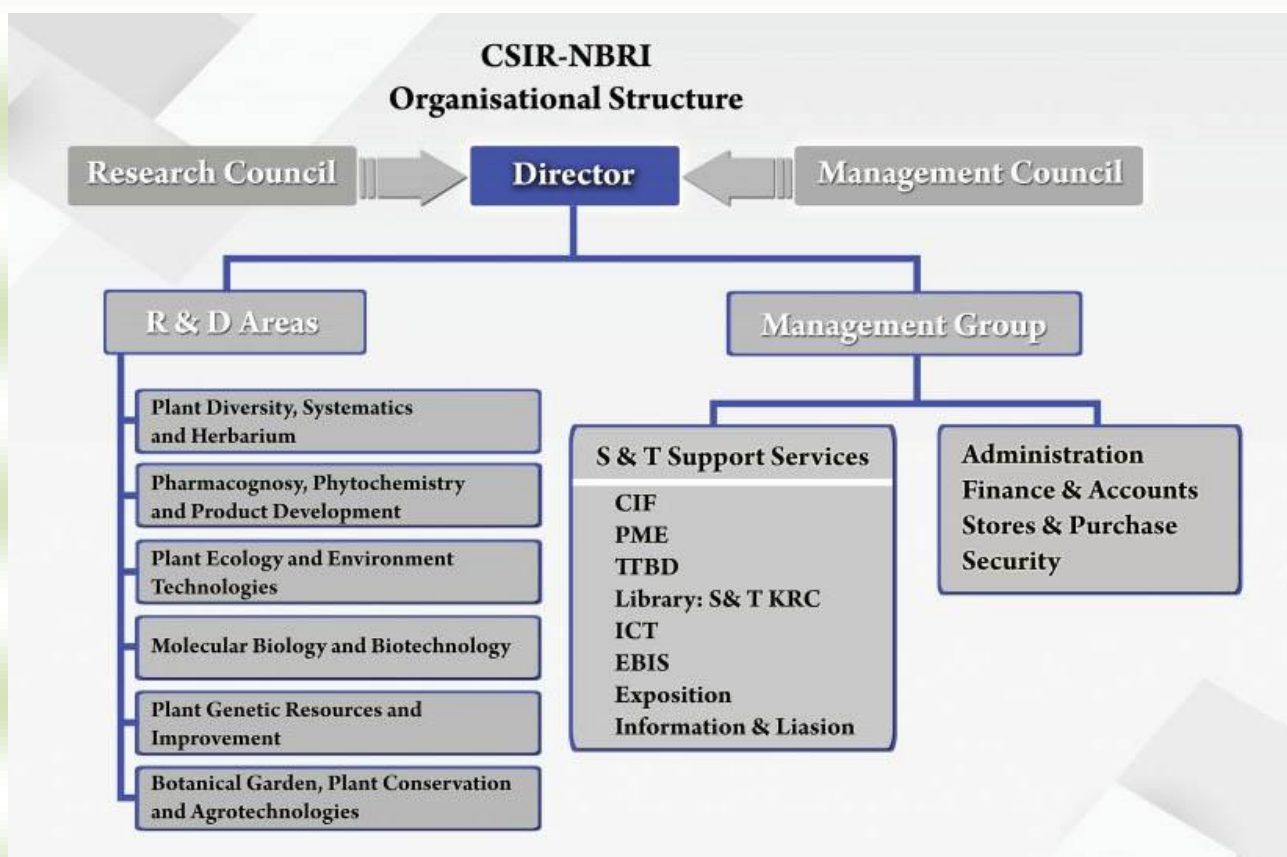 CSIR-NBRI
Organisational Structure
Research Council
Director
Management Council
R & D Areas
Management Group
Plant Diversity, Systematics
and Herbarium
Pharmacognosy, Phytochemistry
and Product Development
Plant Ecology and Environment
Technologies
Molecular Biology and Biotechnology
Plant Genetic Resources and
Improvement
Botanical Garden, Plant Conservation
and Agrotechnologies
S & T Support Services
CIF
PME
TTBD
Library: S& T KRC
ICT
EBIS
Exposition
Information & Liasion
Administration
Finance & Accounts
Stores & Purchase
Security